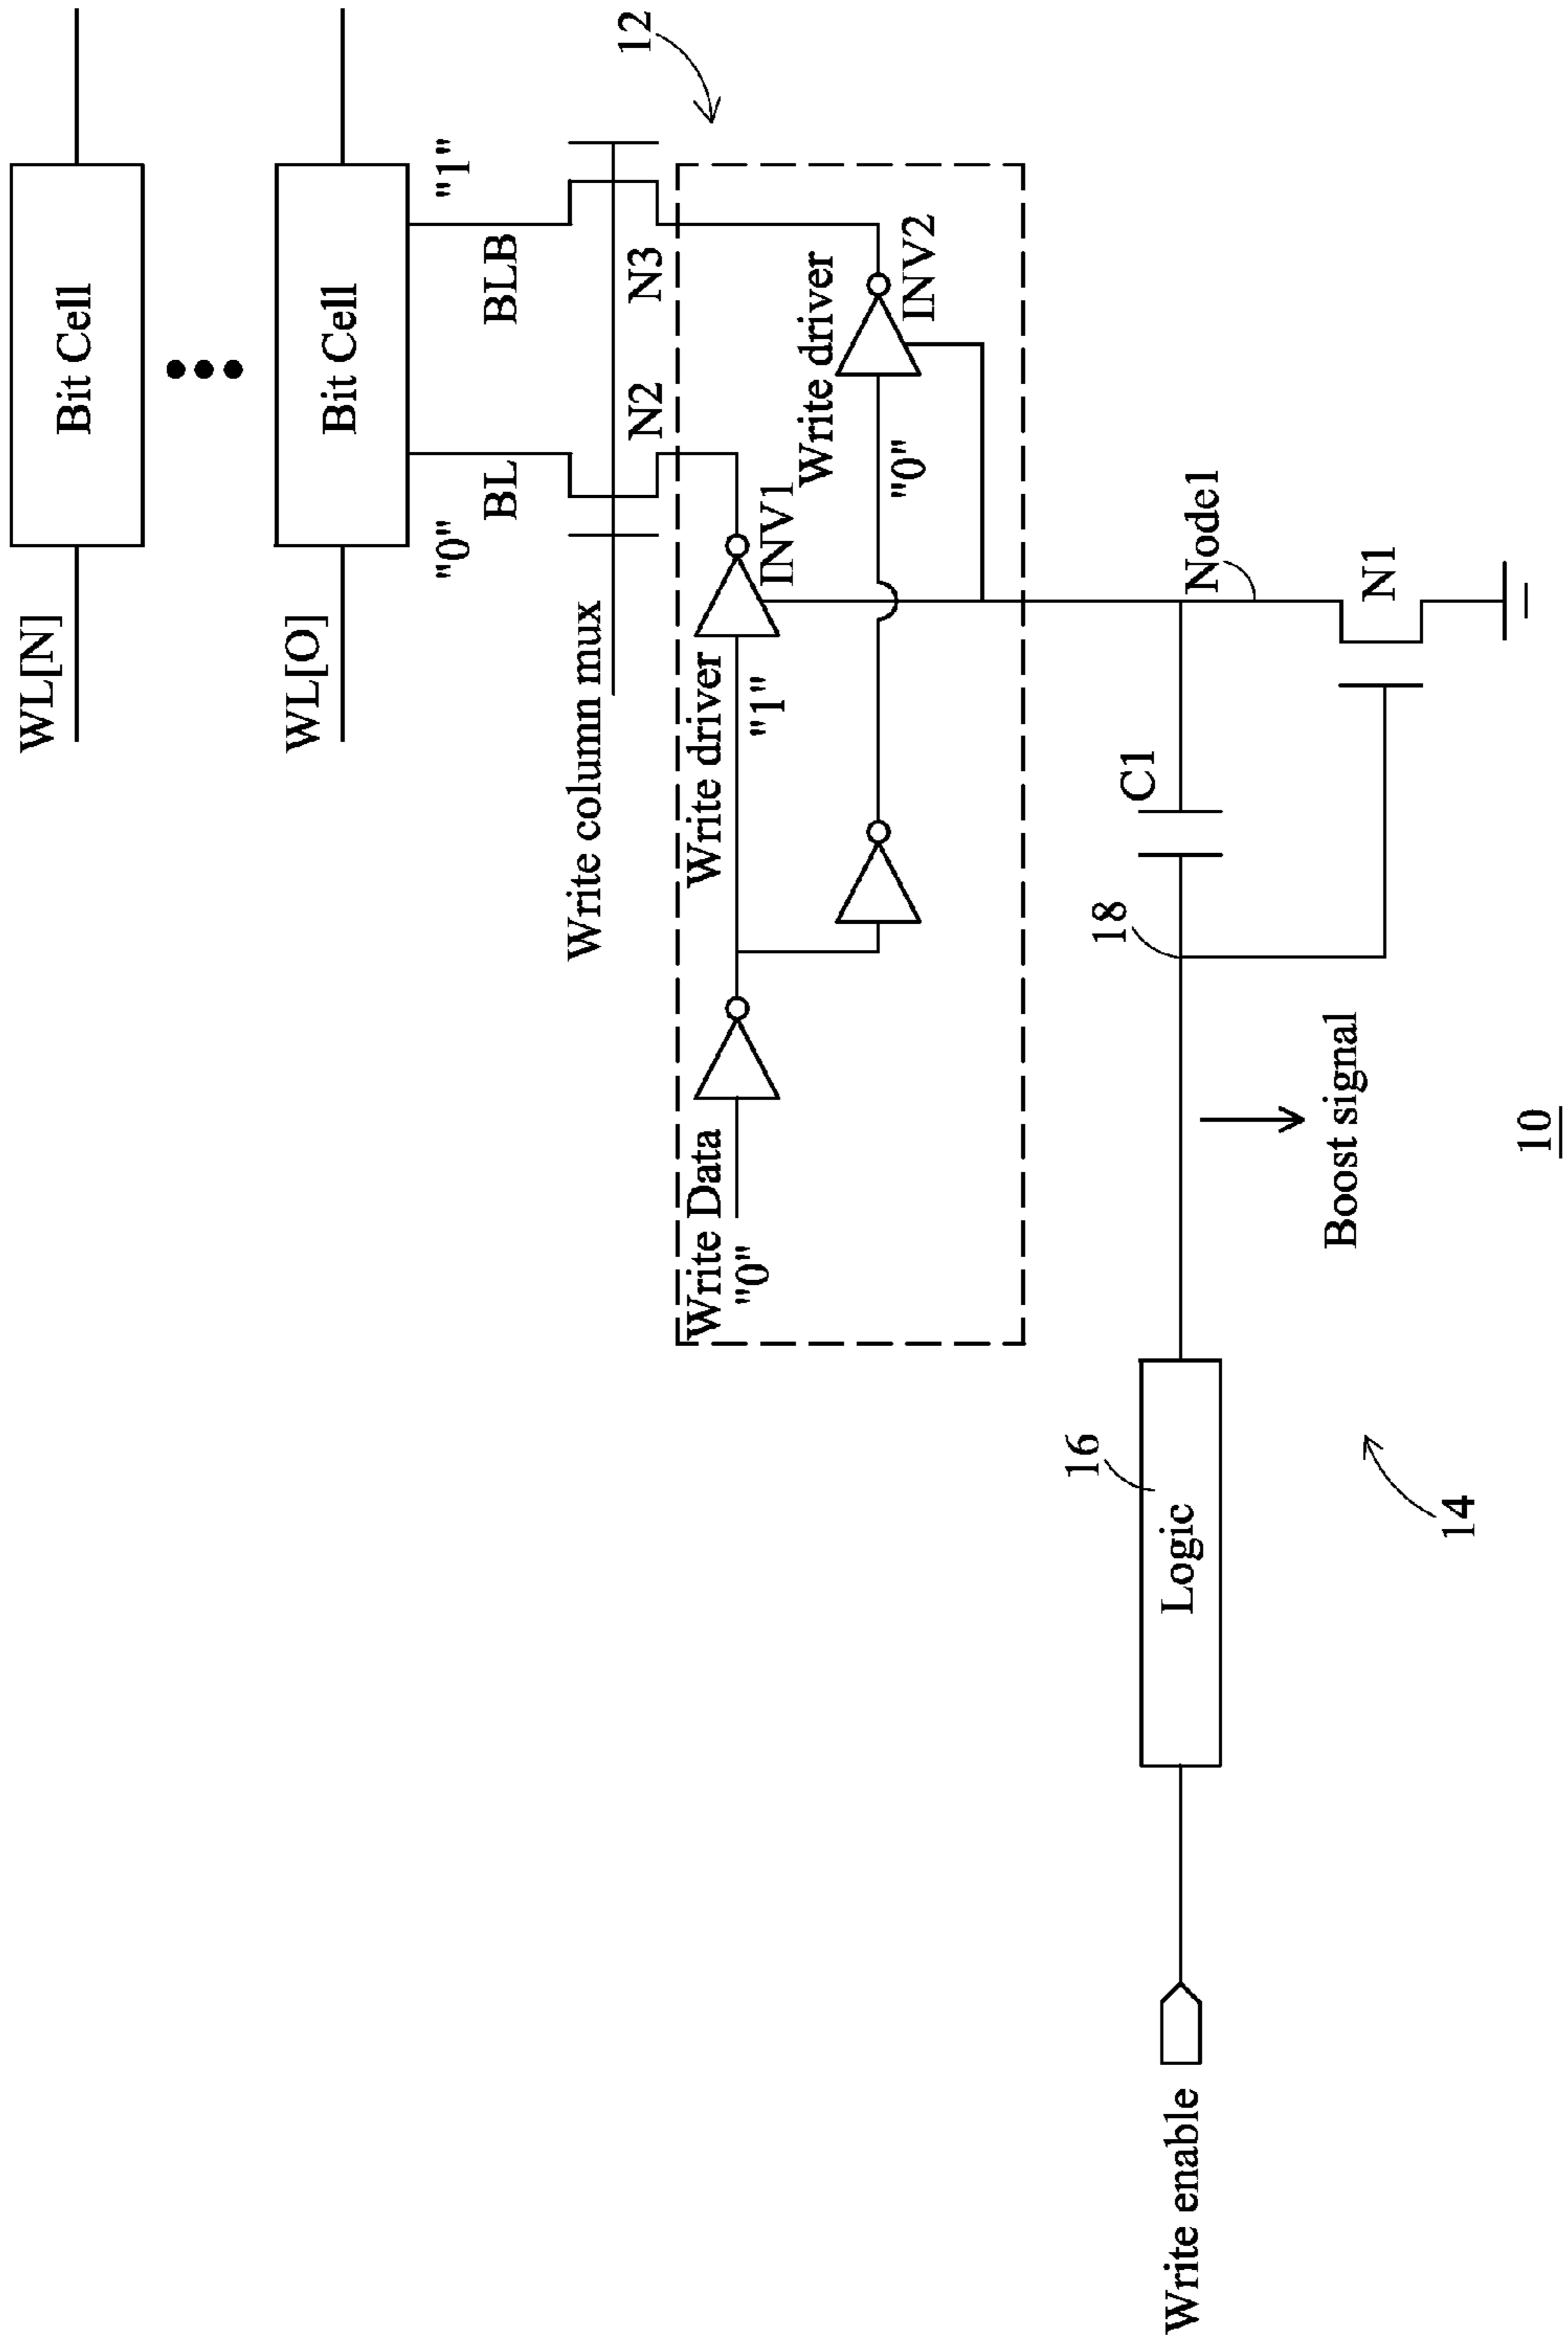 WL[N]
Bit Cell
WL[O]
Bit Cell
"0"
"1"
BL
BLB
Write column mux
N2
N3
12
Write Data
Write driver
INV1
"0"
"1"
Write driver
"0"
INV2
Write enable
16
Logic
18
C1
Node1
Boost signal
N1
14
10